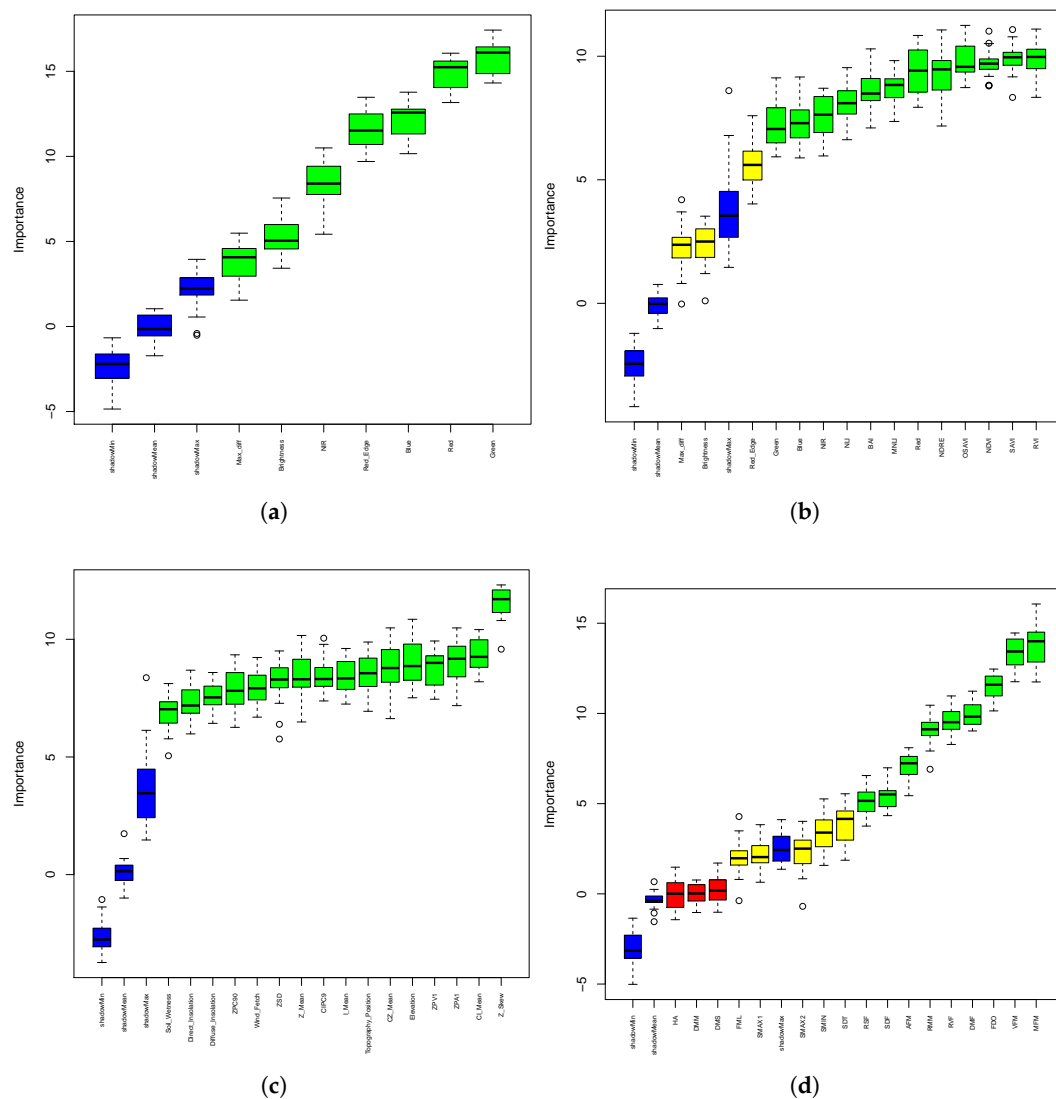 Importance
15
10
5
0
−5
shadowMin
shadowMean
shadowMax
Max_diff
Brightness
NIR
Red_Edge
Blue
Red
Green
(a)
Importance
10
5
0
shadowMin
shadowMean
Max_diff
Brightness
shadowMax
Red_Edge
Green
Blue
NIR
NLI
BAI
MNLI
Red
NDRE
OSAVI
NDVI
SAVI
RVI
(b)
Importance
10
5
0
shadowMin
shadowMean
shadowMax
Soil_Wetness
Direct_Insolation
Diffuse_Insolation
ZPC90
Wind_Fetch
ZSD
Z_Mean
CIPC9
I_Mean
Topography_Position
CZ_Mean
Elevation
ZPV1
ZPA1
CI_Mean
Z_Skew
(c)
Importance
15
10
5
0
−5
shadowMin
shadowMean
HA
DMM
DMS
FML
SMAX1
shadowMax
SMAX2
SMIN
SDT
RSF
SDF
AFM
RMM
RVF
DMF
FDO
VFM
MFM
(d)